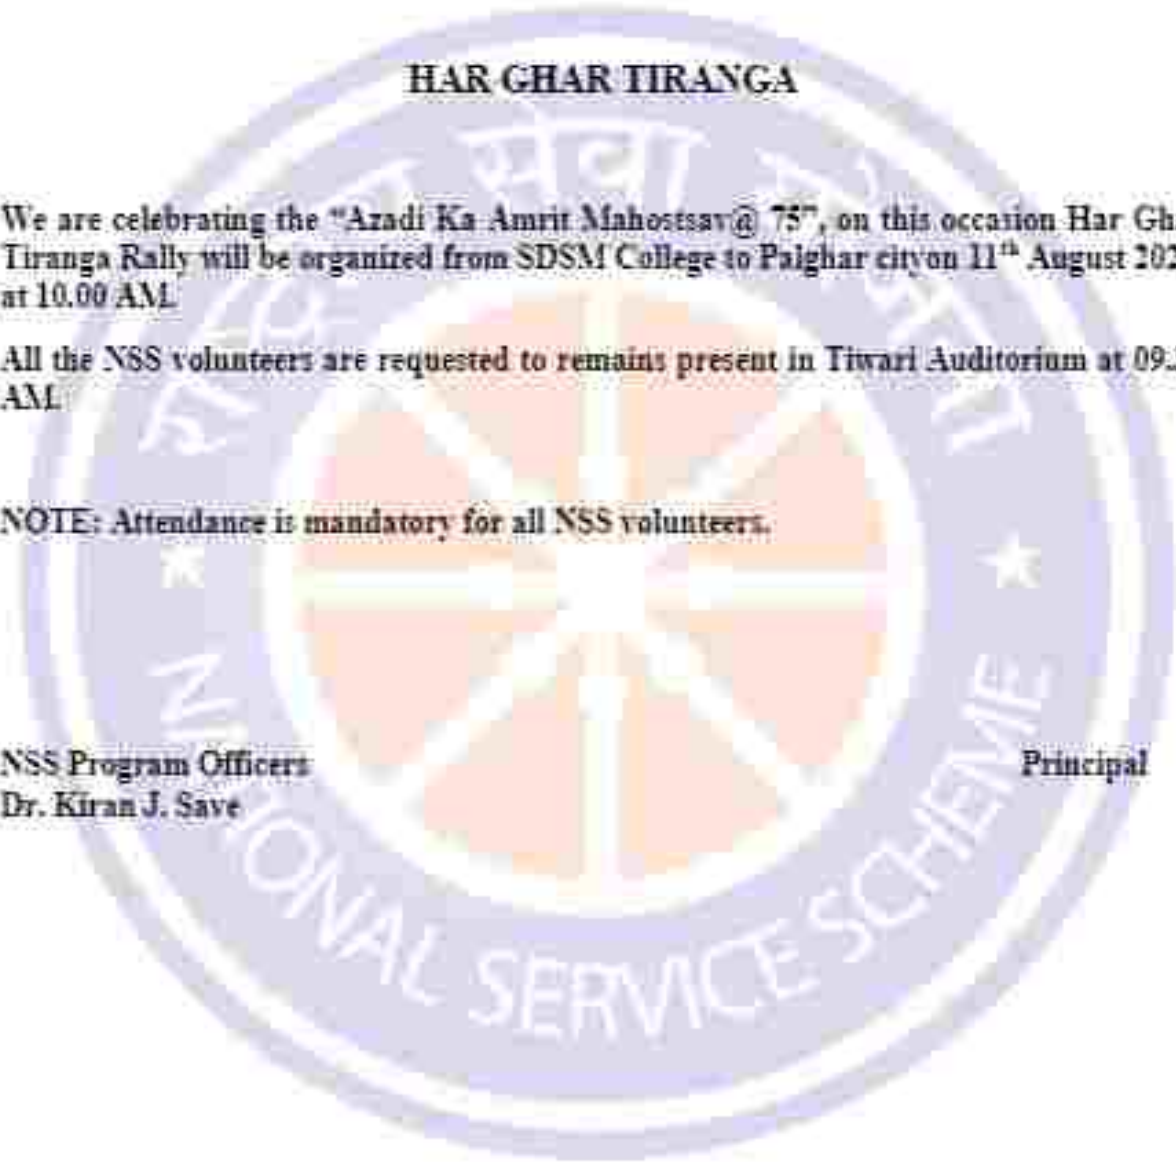 HAR GHAR TIRANGA
We are celebrating the “Azadi Ka Amrit Mahostsav@ 75”, on this occasion Har Gh
Tiranga Rally will be organized from SDSM College to Palghar cityon 11th August 202
at 10.00 AM.
All the NSS volunteers are requested to remains present in Tiwari Auditorium at 09.
AM.
NOTE: Attendance is mandatory for all NSS volunteers.
NSS Program Officers Principal
Dr. Kiran J. Save
राष्ट्रीय सेवा योजना
NATIONAL SERVICE SCHEME